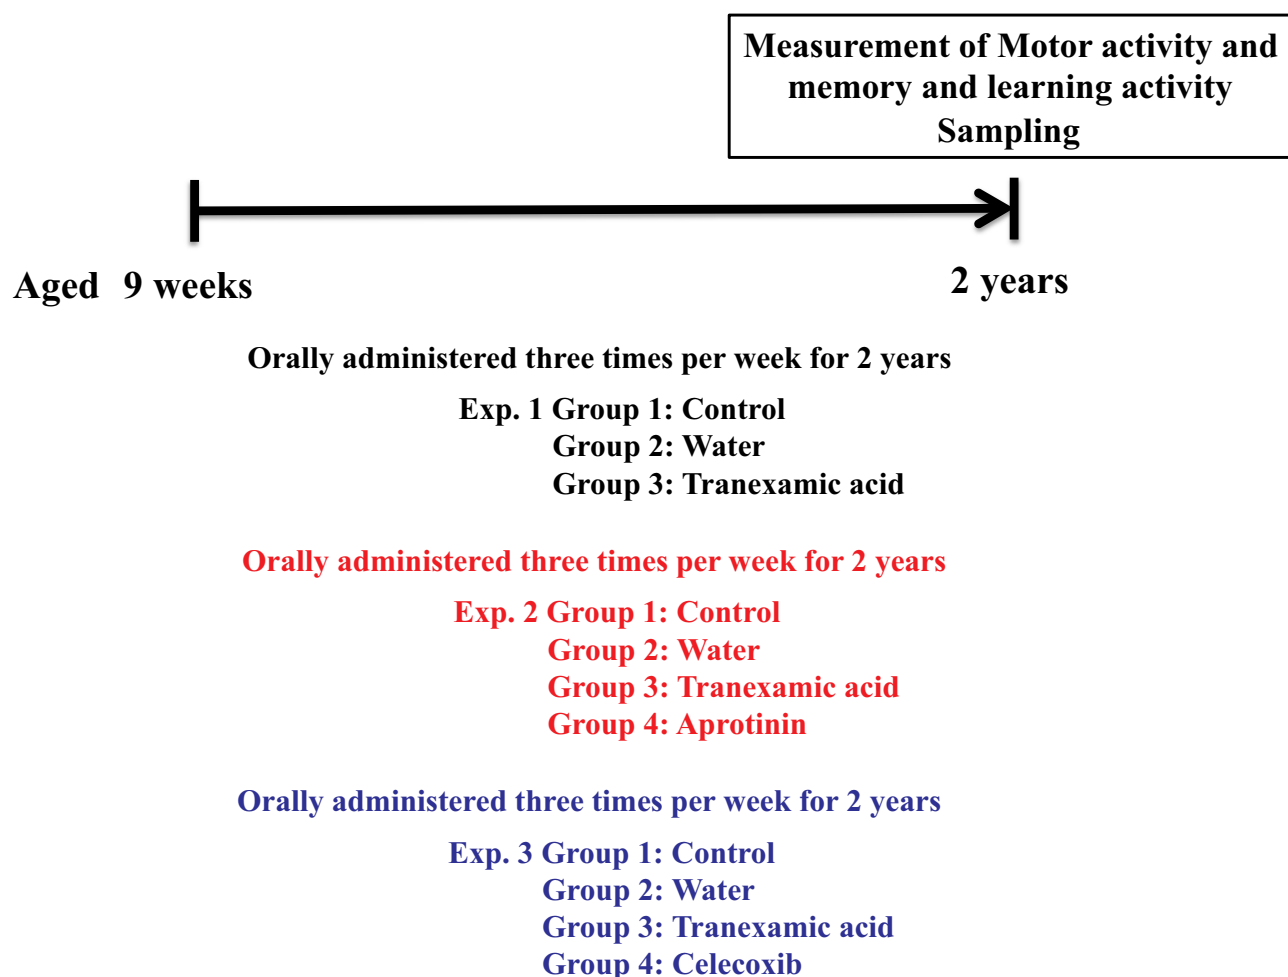 Measurement of Motor activity and
memory and learning activity
Sampling
Aged 9 weeks
2 years
Orally administered three times per week for 2 years
Exp. 1 Group 1: Control
Group 2: Water
Group 3: Tranexamic acid
Orally administered three times per week for 2 years
Exp. 2 Group 1: Control
Group 2: Water
Group 3: Tranexamic acid
Group 4: Aprotinin
Orally administered three times per week for 2 years
Exp. 3 Group 1: Control
Group 2: Water
Group 3: Tranexamic acid
Group 4: Celecoxib